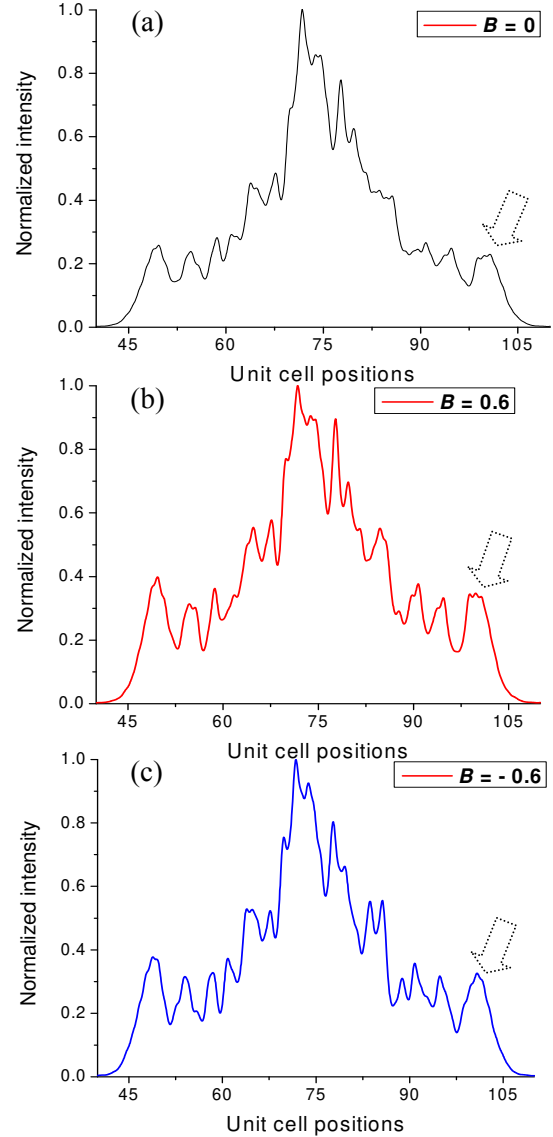 (a)
B = 0
Normalized intensity
1.0
0.8
0.6
0.4
0.2
0.0
45 60 75 90 105
Unit cell positions
(b)
B = 0.6
Normalized intensity
1.0
0.8
0.6
0.4
0.2
0.0
45 60 75 90 105
Unit cell positions
(c)
B = - 0.6
Normalized intensity
1.0
0.8
0.6
0.4
0.2
0.0
45 60 75 90 105
Unit cell positions